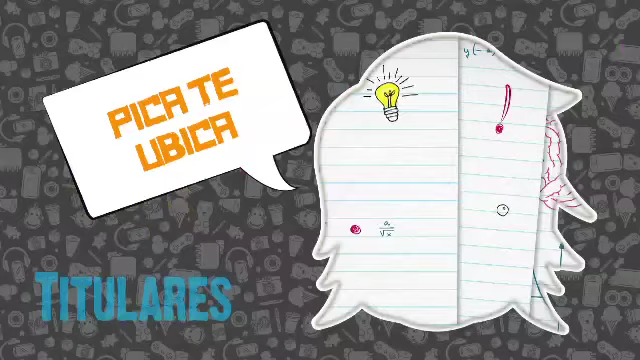 PICA TE
UBICA
y(-a)
a
√x
TITULARES